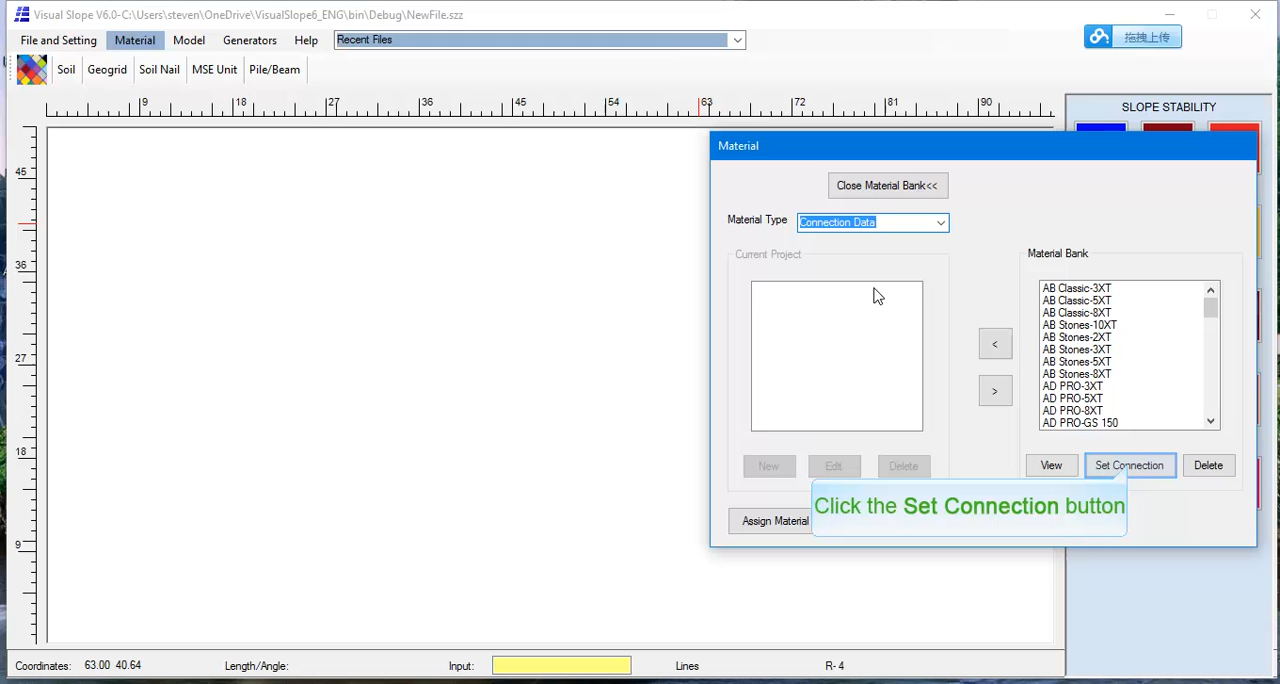 Visual Slope V6.0-C:\Users\steven\OneDrive\VisualSlope6_ENG\bin\Debug\NewFile.szz
File and Setting Material Model Generators Help Recent Files
拖拽上传
Soil Geogrid Soil Nail MSE Unit Pile/Beam
9 18 27 36 45 54 63 72 81 90
SLOPE STABILITY
45
36
27
18
9
Material
Close Material Bank<<
Material Type Connection Data
Current Project
Material Bank
AB Classic-3XT
AB Classic-5XT
AB Classic-8XT
AB Stones-10XT
AB Stones-2XT
AB Stones-3XT
AB Stones-5XT
AB Stones-8XT
AD PRO-3XT
AD PRO-5XT
AD PRO-8XT
AD PRO-GS 150
<
>
New Edit Delete
View Set Connection Delete
Click the Set Connection button
Assign Material
Coordinates: 63.00 40.64 Length/Angle: Input: Lines R- 4